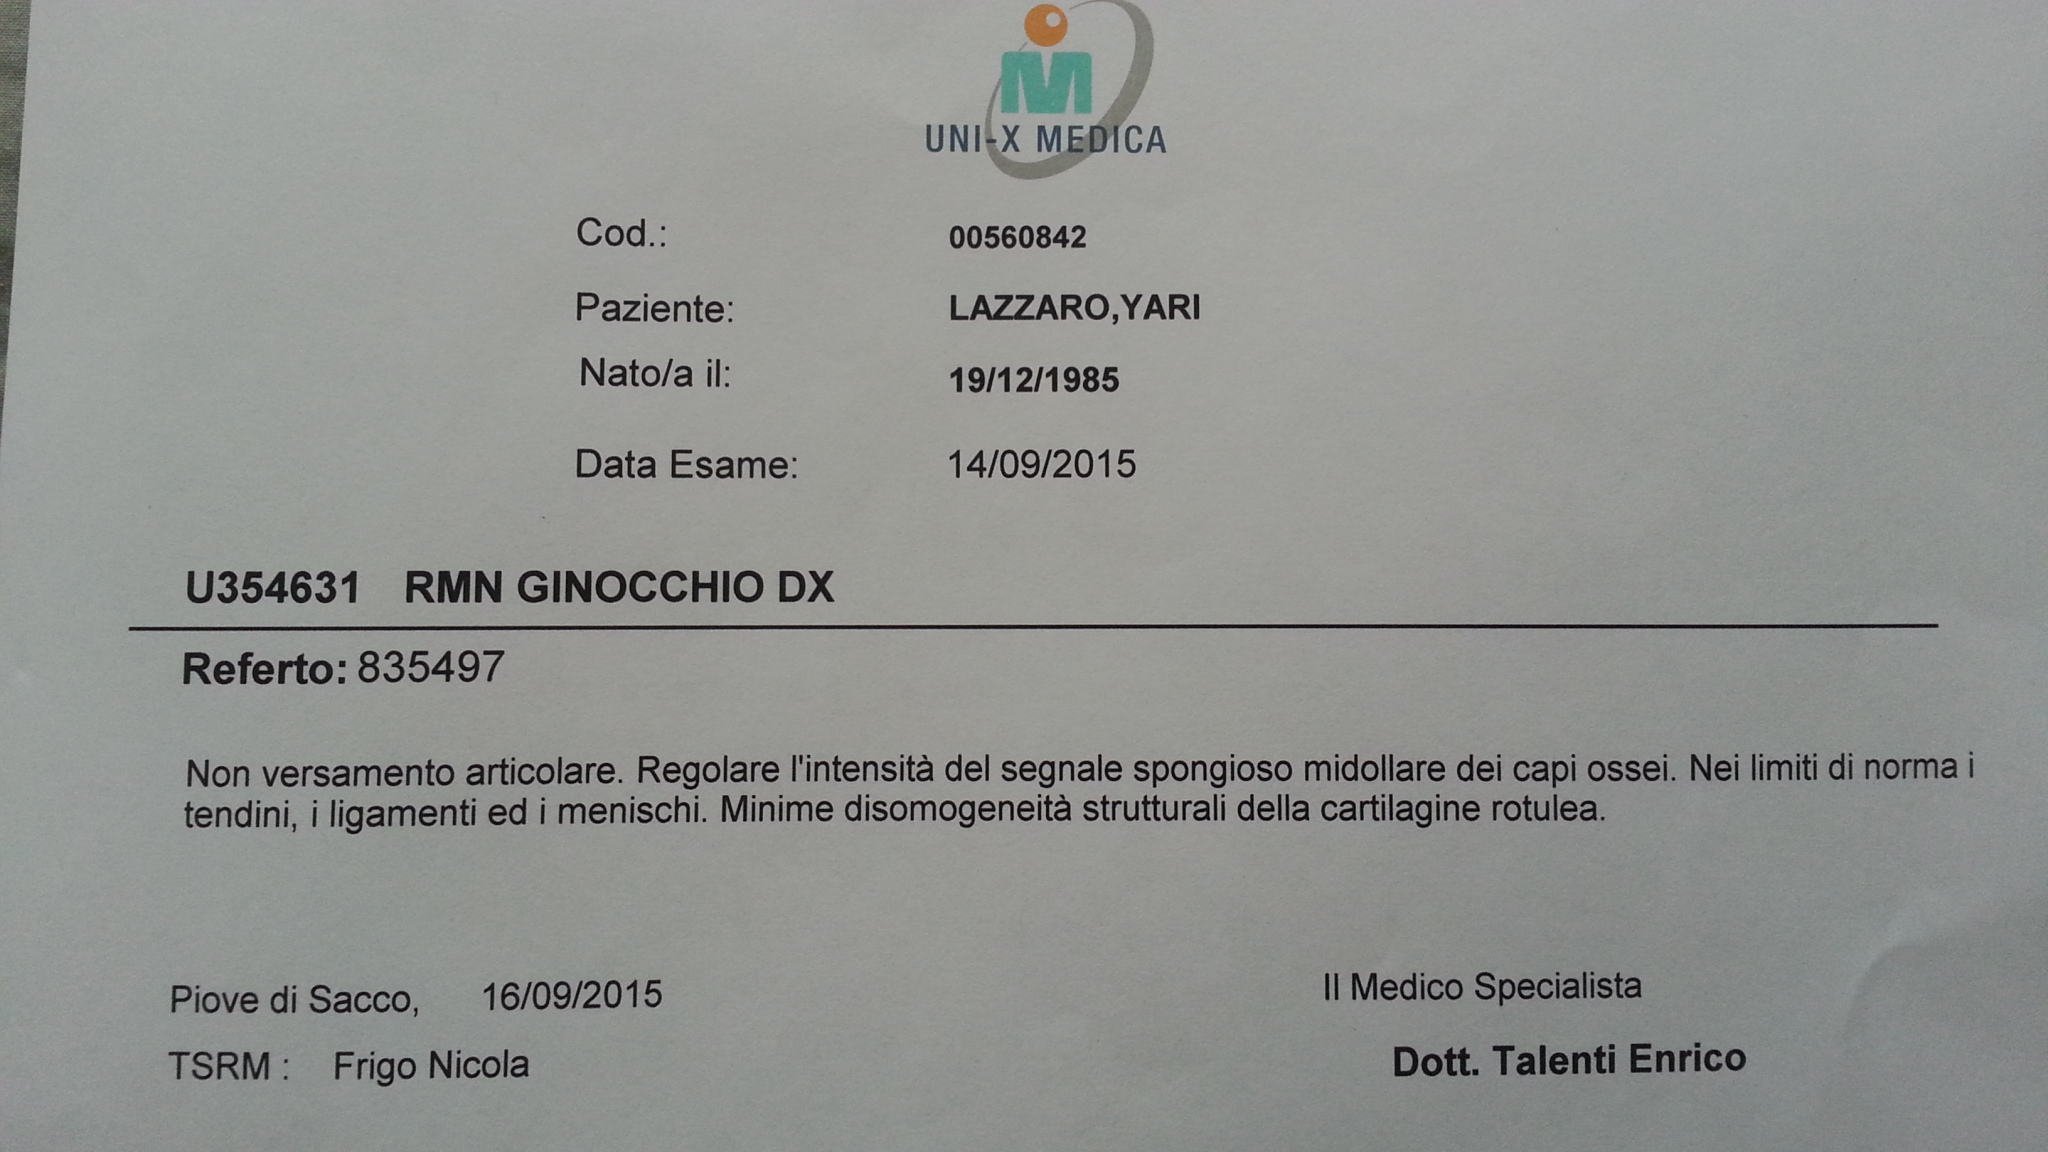 UNI-X MEDICA
Cod.: 00560842
Paziente: LAZZARO,YARI
Nato/a il: 19/12/1985
Data Esame: 14/09/2015
U354631 RMN GINOCCHIO DX
Referto: 835497
Non versamento articolare. Regolare l'intensità del segnale spongioso midollare dei capi ossei. Nei limiti di norma i
tendini, i ligamenti ed i menischi. Minime disomogeneità strutturali della cartilagine rotulea.
Piove di Sacco, 16/09/2015
Il Medico Specialista
TSRM : Frigo Nicola
Dott. Talenti Enrico